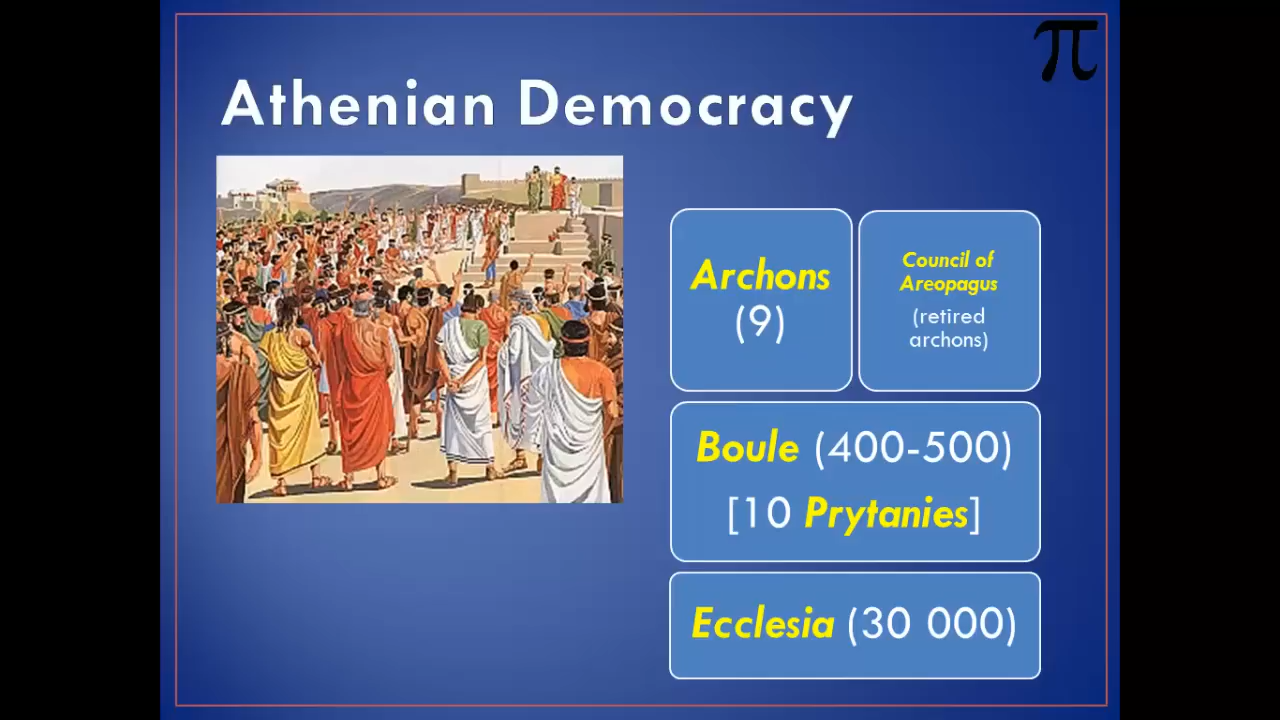 π
Athenian Democracy
Archons
(9)
Council of
Areopagus
(retired
archons)
Boule (400-500)
[10 Prytanies]
Ecclesia (30 000)